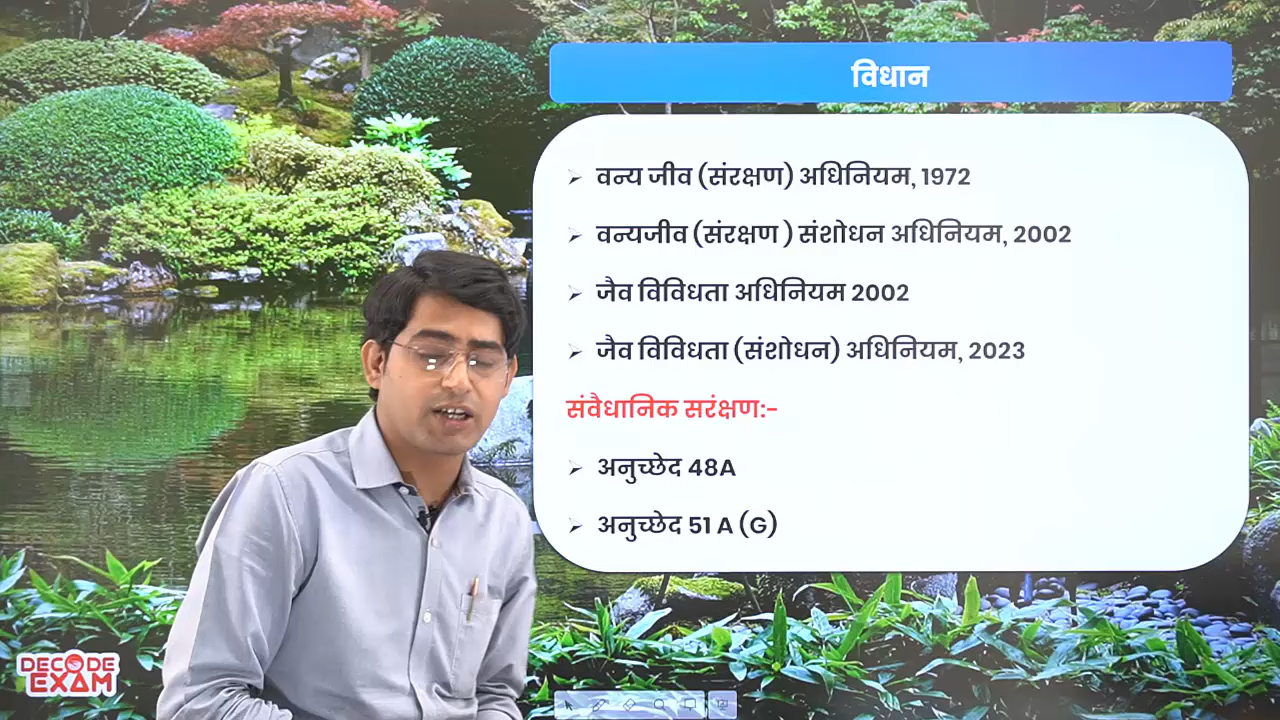 विधान
वन्य जीव (संरक्षण) अधिनियम, 1972
वन्यजीव (संरक्षण ) संशोधन अधिनियम, 2002
जैव विविधता अधिनियम 2002
जैव विविधता (संशोधन) अधिनियम, 2023
संवैधानिक सरंक्षण:-
अनुच्छेद 48A
अनुच्छेद 51 A (G)
DECODE
EXAM